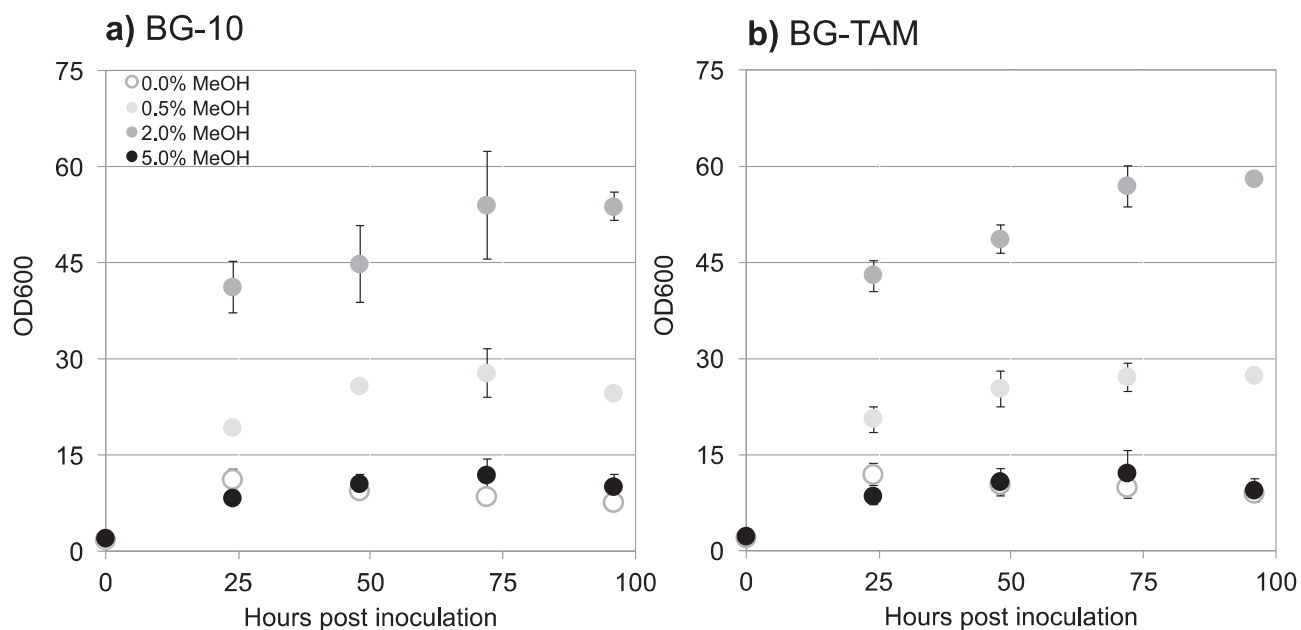 a) BG-10
75
60
45
30
15
0
OD600
0.0% MeOH
0.5% MeOH
2.0% MeOH
5.0% MeOH
0 25 50 75 100
Hours post inoculation
b) BG-TAM
75
60
45
30
15
0
OD600
0 25 50 75 100
Hours post inoculation